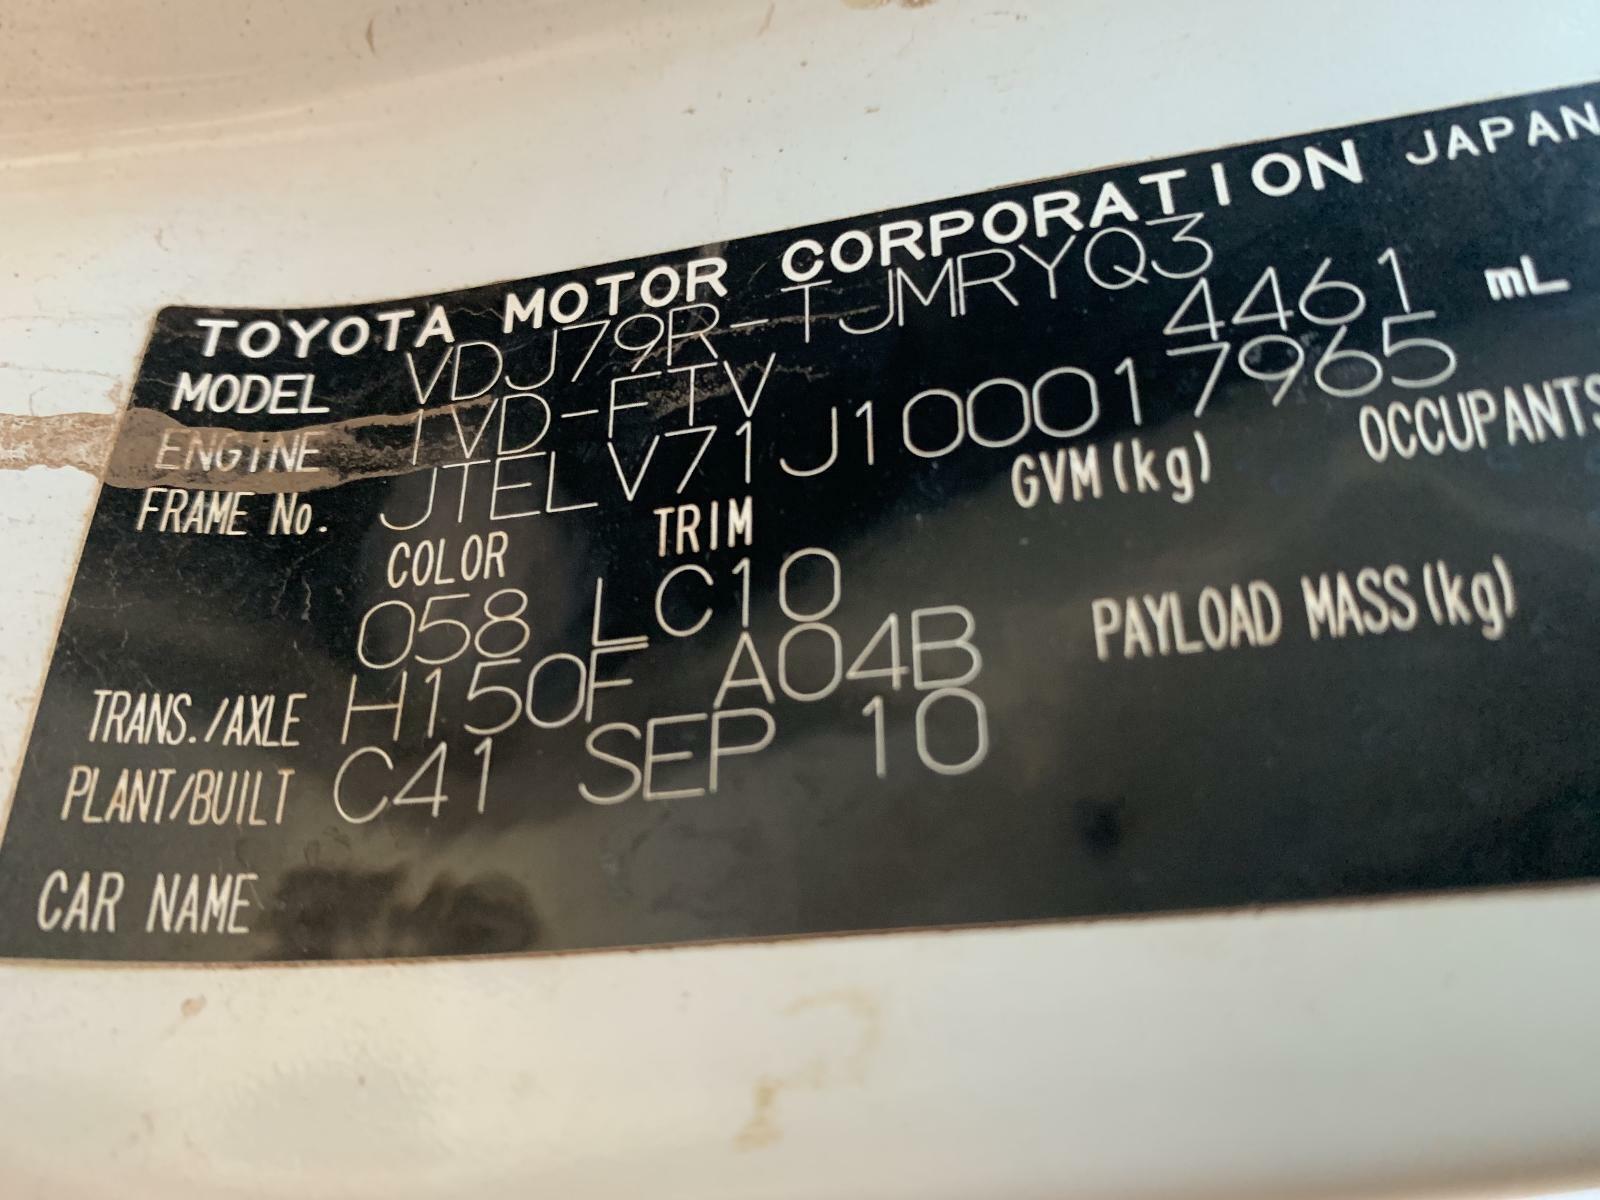 TOYOTA MOTOR CORPORATION JAPAN
MODEL VDJ79R-TJMRYQ3
ENGINE 1VD-FTV 4461 mL
FRAME No. JTELV71J100017965
COLOR TRIM GVM(kg) OCCUPANTS
058 LC10
TRANS./AXLE H150F A04B PAYLOAD MASS(kg)
PLANT/BUILT C41 SEP 10
CAR NAME